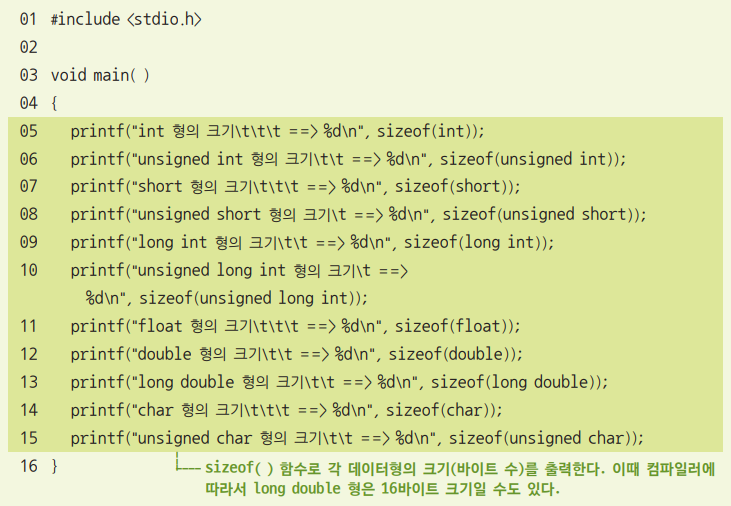 01 #include <stdio.h>
02
03 void main( )
04 {
05 printf("int 형의 크기\t\t\t ==> %d\n", sizeof(int));
06 printf("unsigned int 형의 크기\t\t ==> %d\n", sizeof(unsigned int));
07 printf("short 형의 크기\t\t\t ==> %d\n", sizeof(short));
08 printf("unsigned short 형의 크기\t ==> %d\n", sizeof(unsigned short));
09 printf("long int 형의 크기\t\t ==> %d\n", sizeof(long int));
10 printf("unsigned long int 형의 크기\t ==>
%d\n", sizeof(unsigned long int));
11 printf("float 형의 크기\t\t\t ==> %d\n", sizeof(float));
12 printf("double 형의 크기\t\t ==> %d\n", sizeof(double));
13 printf("long double 형의 크기\t\t ==> %d\n", sizeof(long double));
14 printf("char 형의 크기\t\t\t ==> %d\n", sizeof(char));
15 printf("unsigned char 형의 크기\t\t ==> %d\n", sizeof(unsigned char));
16 }
sizeof( ) 함수로 각 데이터형의 크기(바이트 수)를 출력한다. 이때 컴파일러에
따라서 long double 형은 16바이트 크기일 수도 있다.